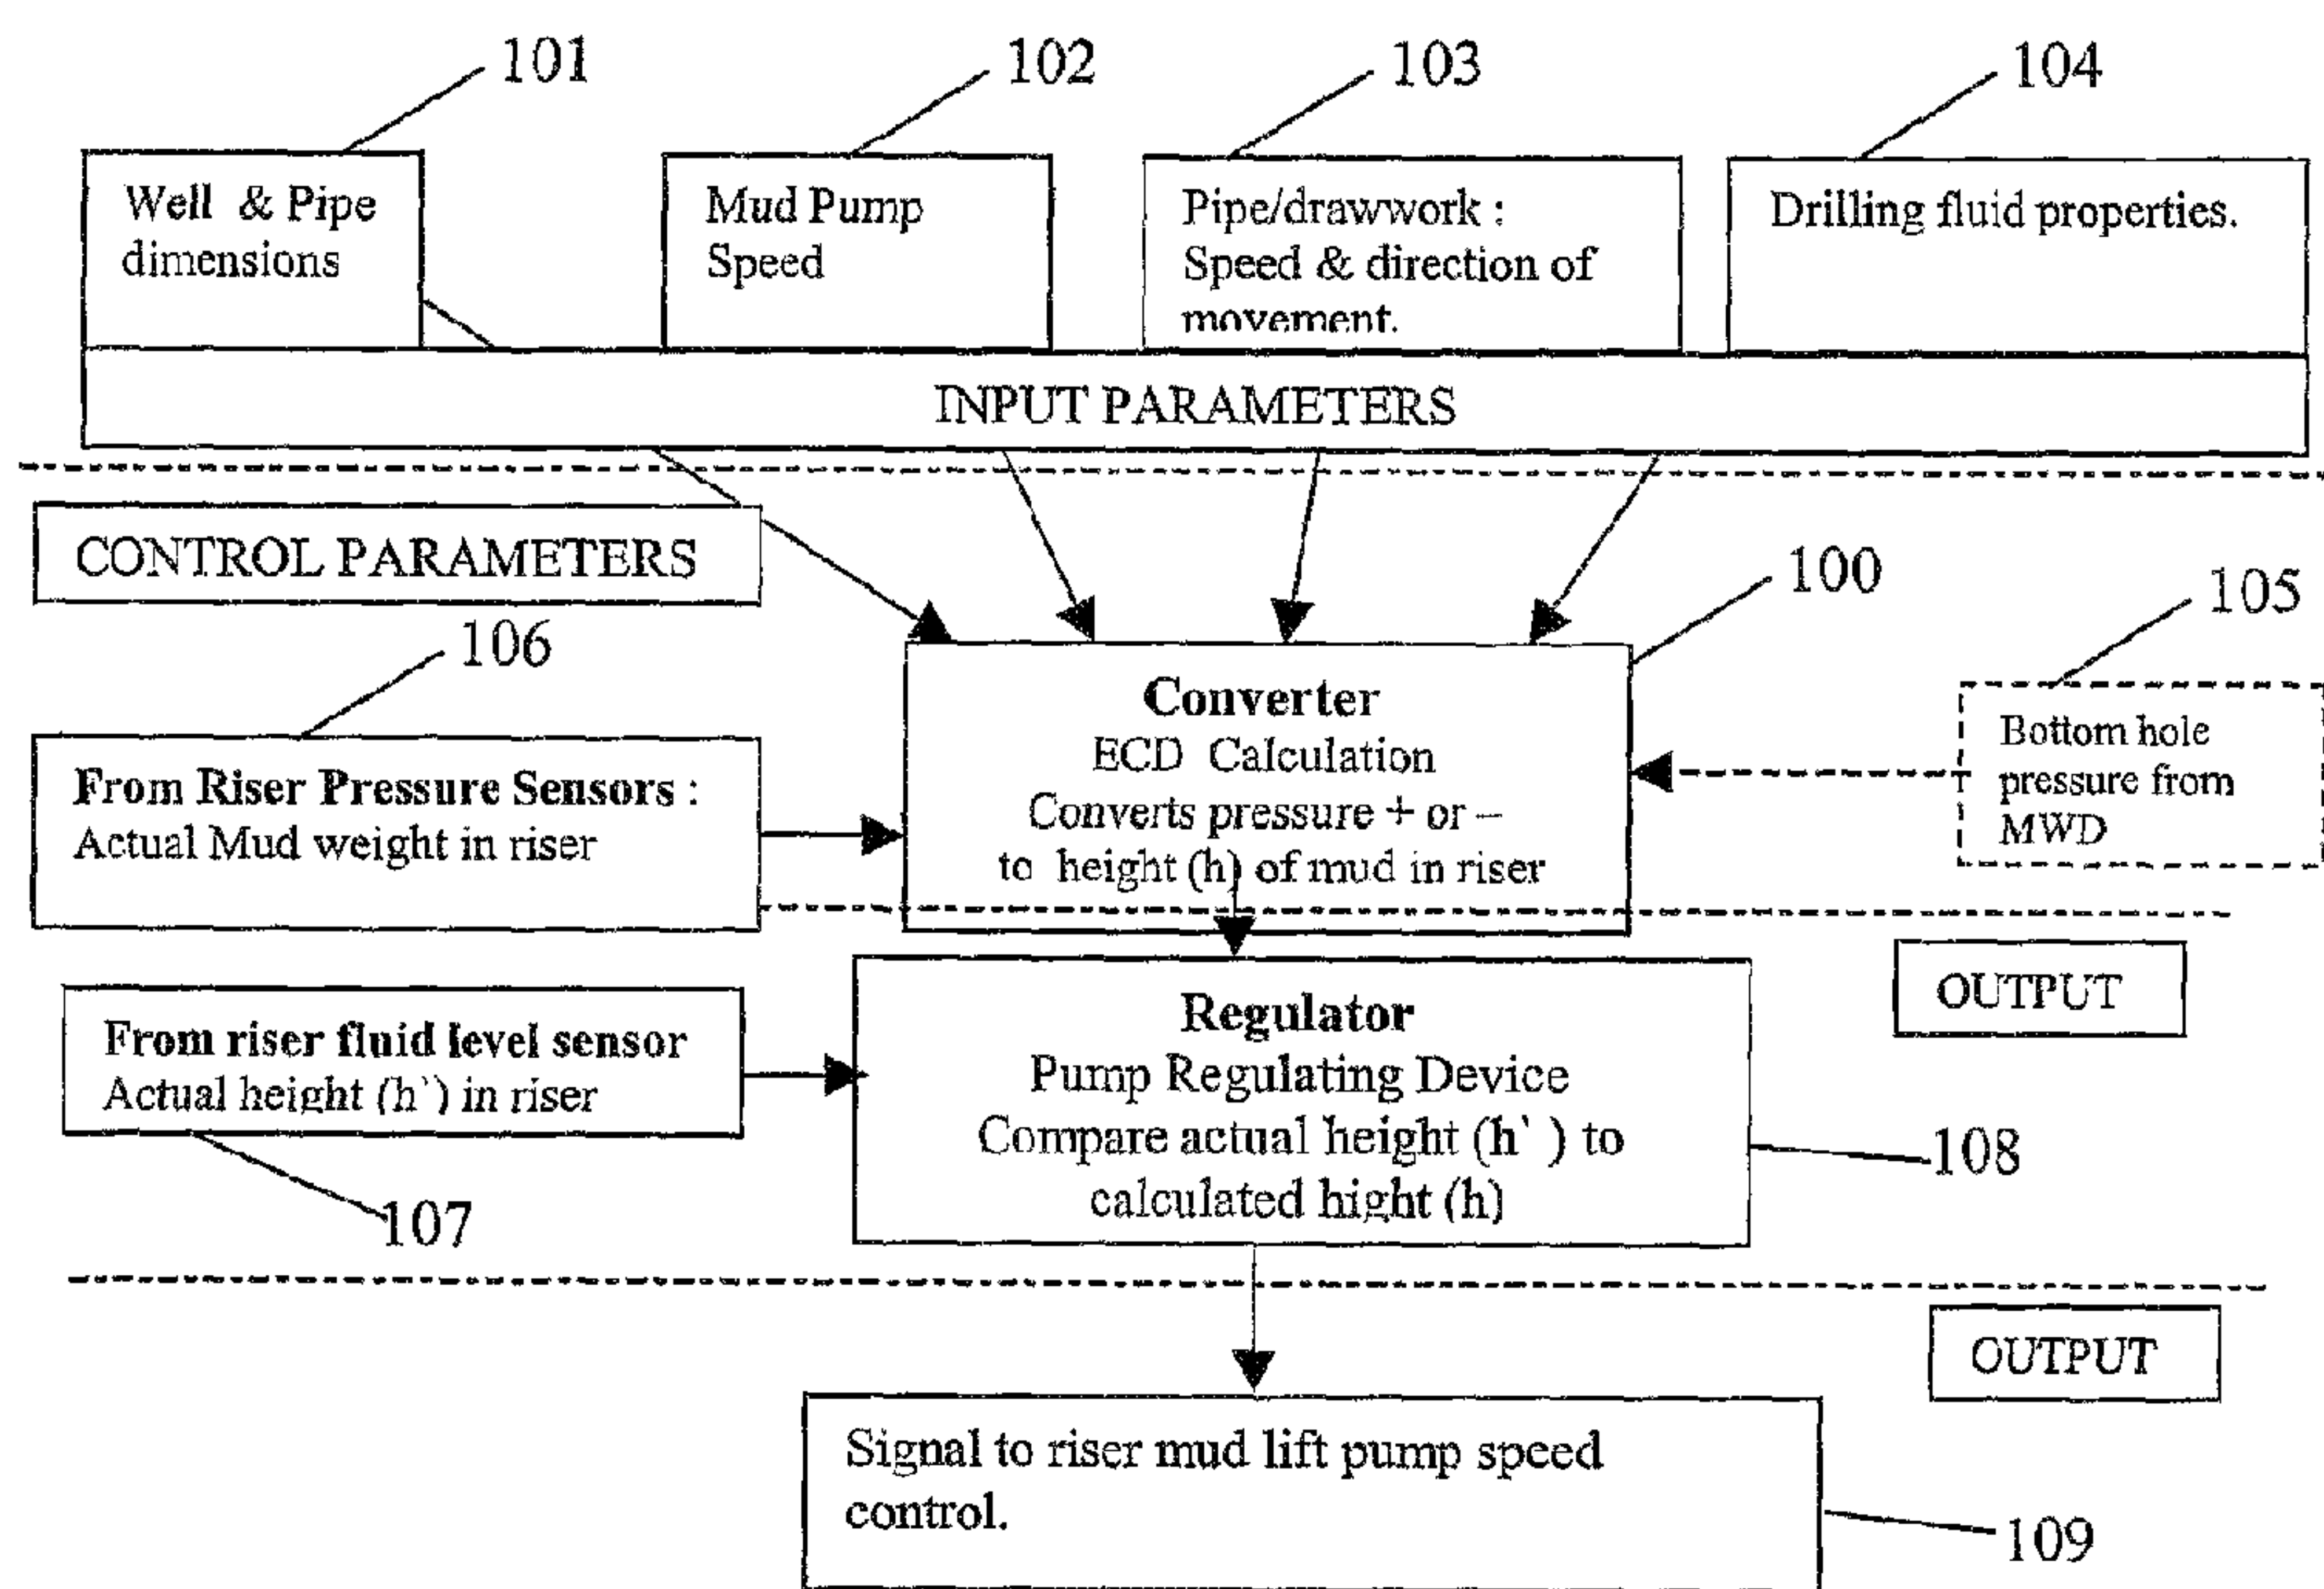 101
102
103
104
Well & Pipe
dimensions
Mud Pump
Speed
Pipe/drawwork :
Speed & direction of
movement.
Drilling fluid properties.
INPUT PARAMETERS
CONTROL PARAMETERS
100
105
106
Converter
ECD Calculation
Converts pressure + or –
to height (h) of mud in riser
Bottom hole
pressure from
MWD
From Riser Pressure Sensors :
Actual Mud weight in riser
OUTPUT
From riser fluid level sensor
Actual height (h`) in riser
107
Regulator
Pump Regulating Device
Compare actual height (h` ) to
calculated hight (h)
108
OUTPUT
Signal to riser mud lift pump speed
control.
109